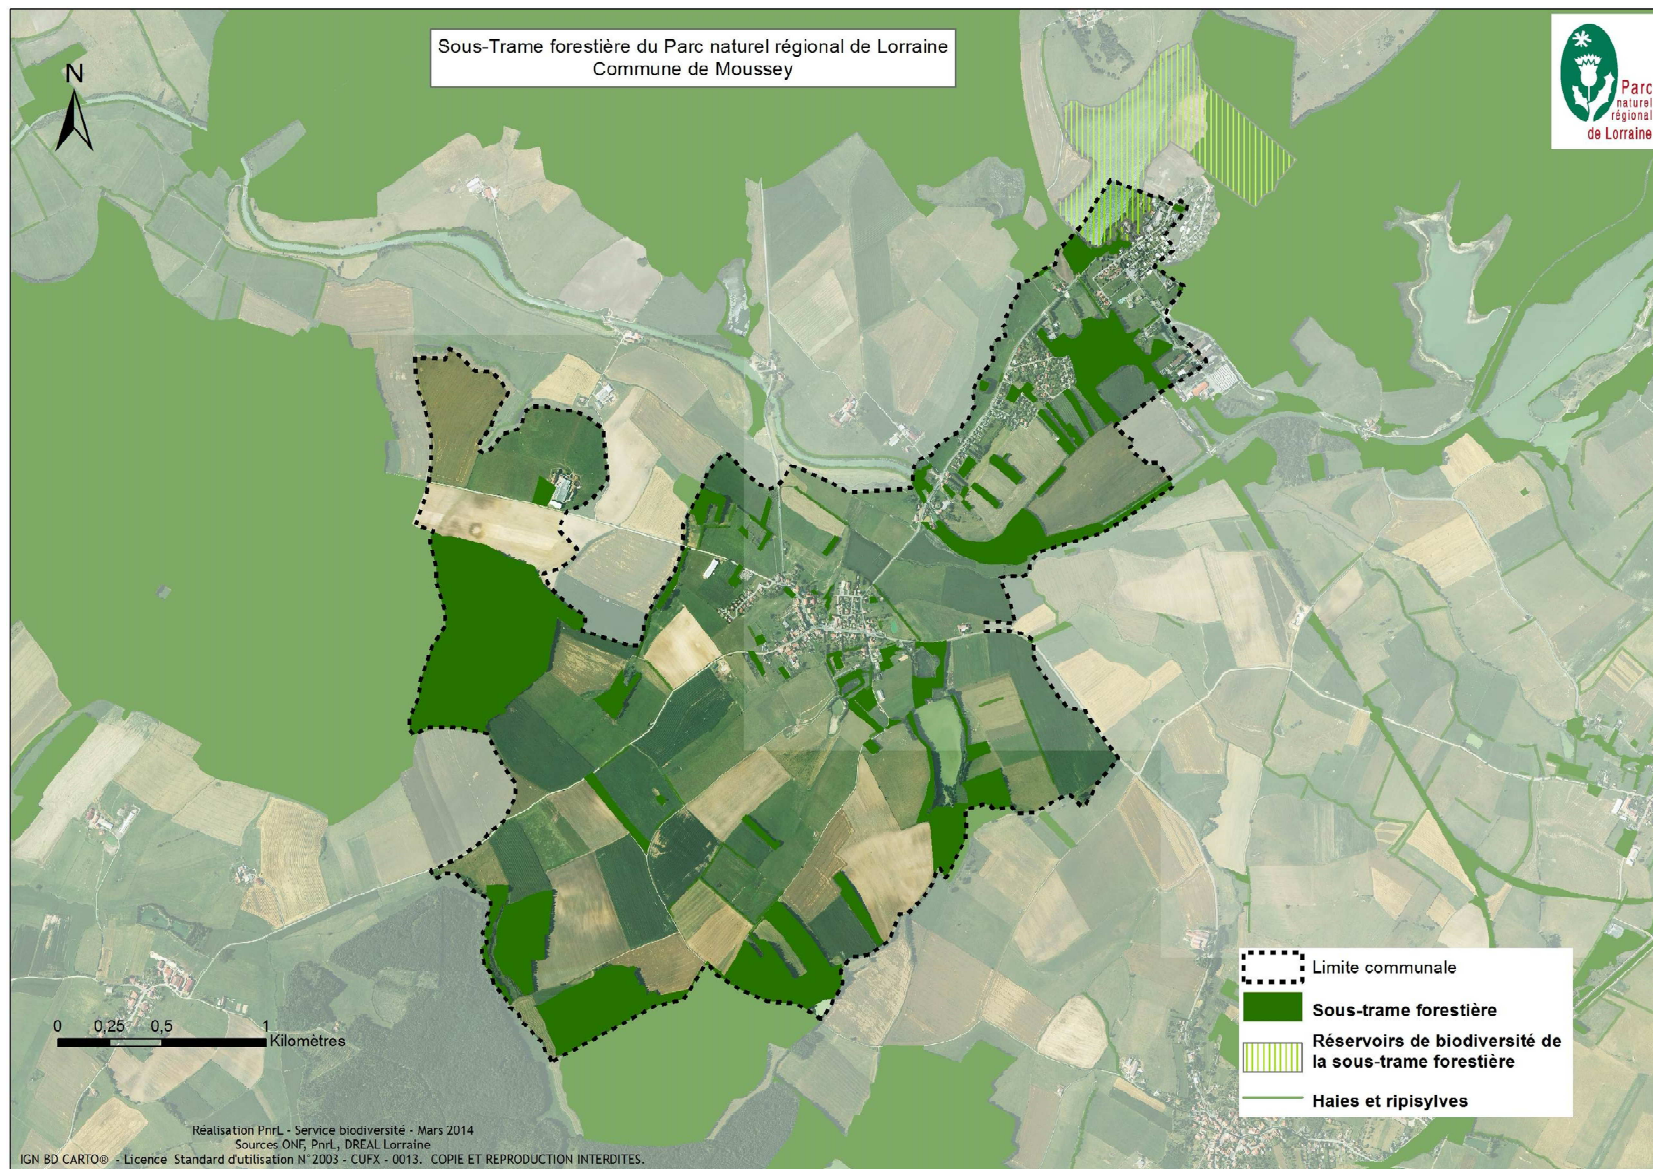 Sous-Trame forestière du Parc naturel régional de Lorraine
Commune de Moussey
N
Parc
naturel
régional
de Lorraine
Limite communale
Sous-trame forestière
Réservoirs de biodiversité de
la sous-trame forestière
Haies et ripisylves
0 0,25 0,5 1
Kilomètres
Réalisation PnrL - Service biodiversité - Mars 2014
Sources ONF, PnrL, DREAL Lorraine
IGN BD CARTO® - Licence Standard d'utilisation N°2003 - CUFX - 0013. COPIE ET REPRODUCTION INTERDITES.